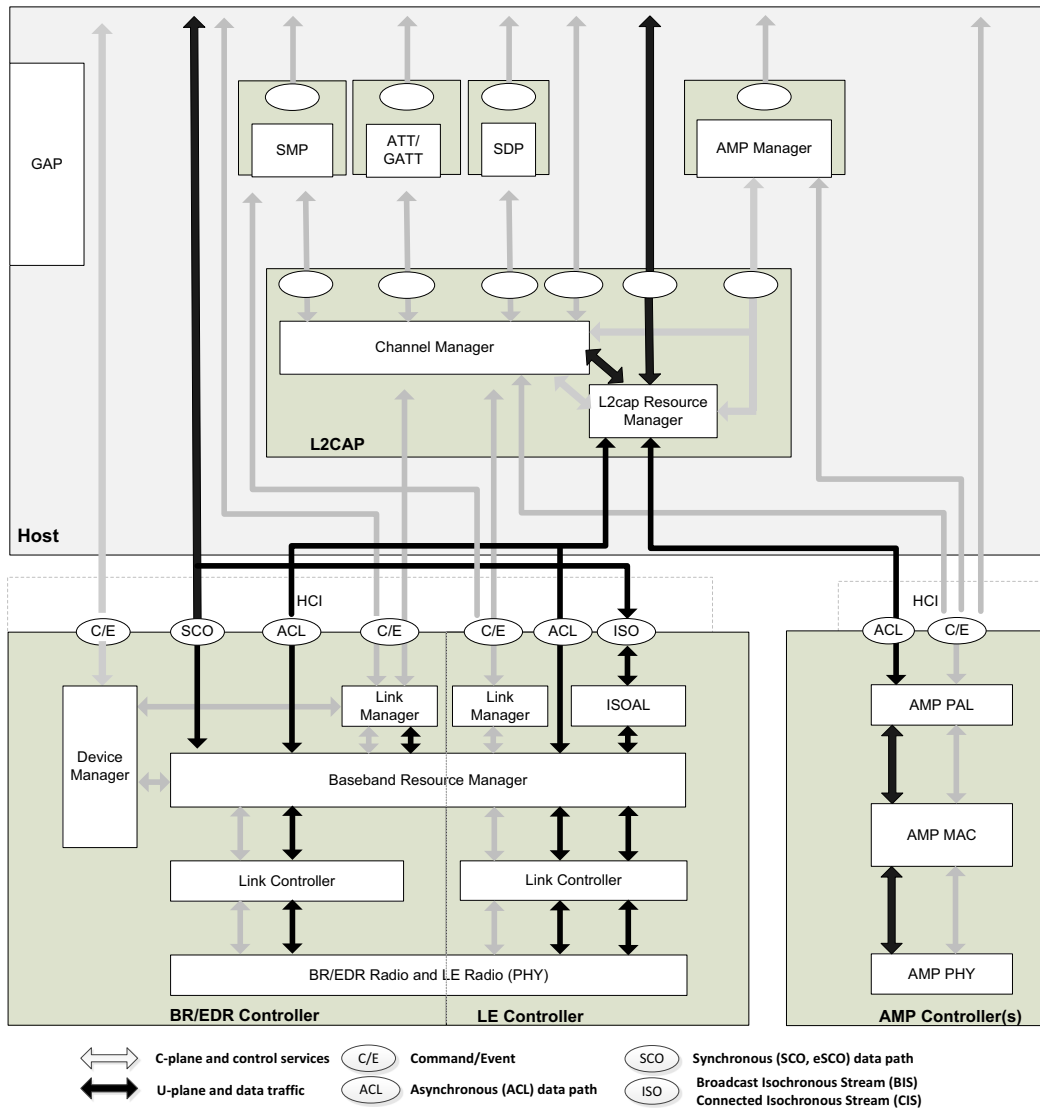 SMP
ATT/
GATT
SDP
AMP Manager
GAP
Channel Manager
L2cap Resource
Manager
L2CAP
Host
HCI
HCI
C/E
SCO
ACL
C/E
C/E
ACL
ISO
ACL
C/E
Link
Manager
Link
Manager
ISOAL
AMP PAL
Device
Manager
Baseband Resource Manager
AMP MAC
Link Controller
Link Controller
BR/EDR Radio and LE Radio (PHY)
AMP PHY
BR/EDR Controller
LE Controller
AMP Controller(s)
C-plane and control services
C/E
Command/Event
SCO
Synchronous (SCO, eSCO) data path
U-plane and data traffic
ACL
Asynchronous (ACL) data path
ISO
Broadcast Isochronous Stream (BIS)
Connected Isochronous Stream (CIS)